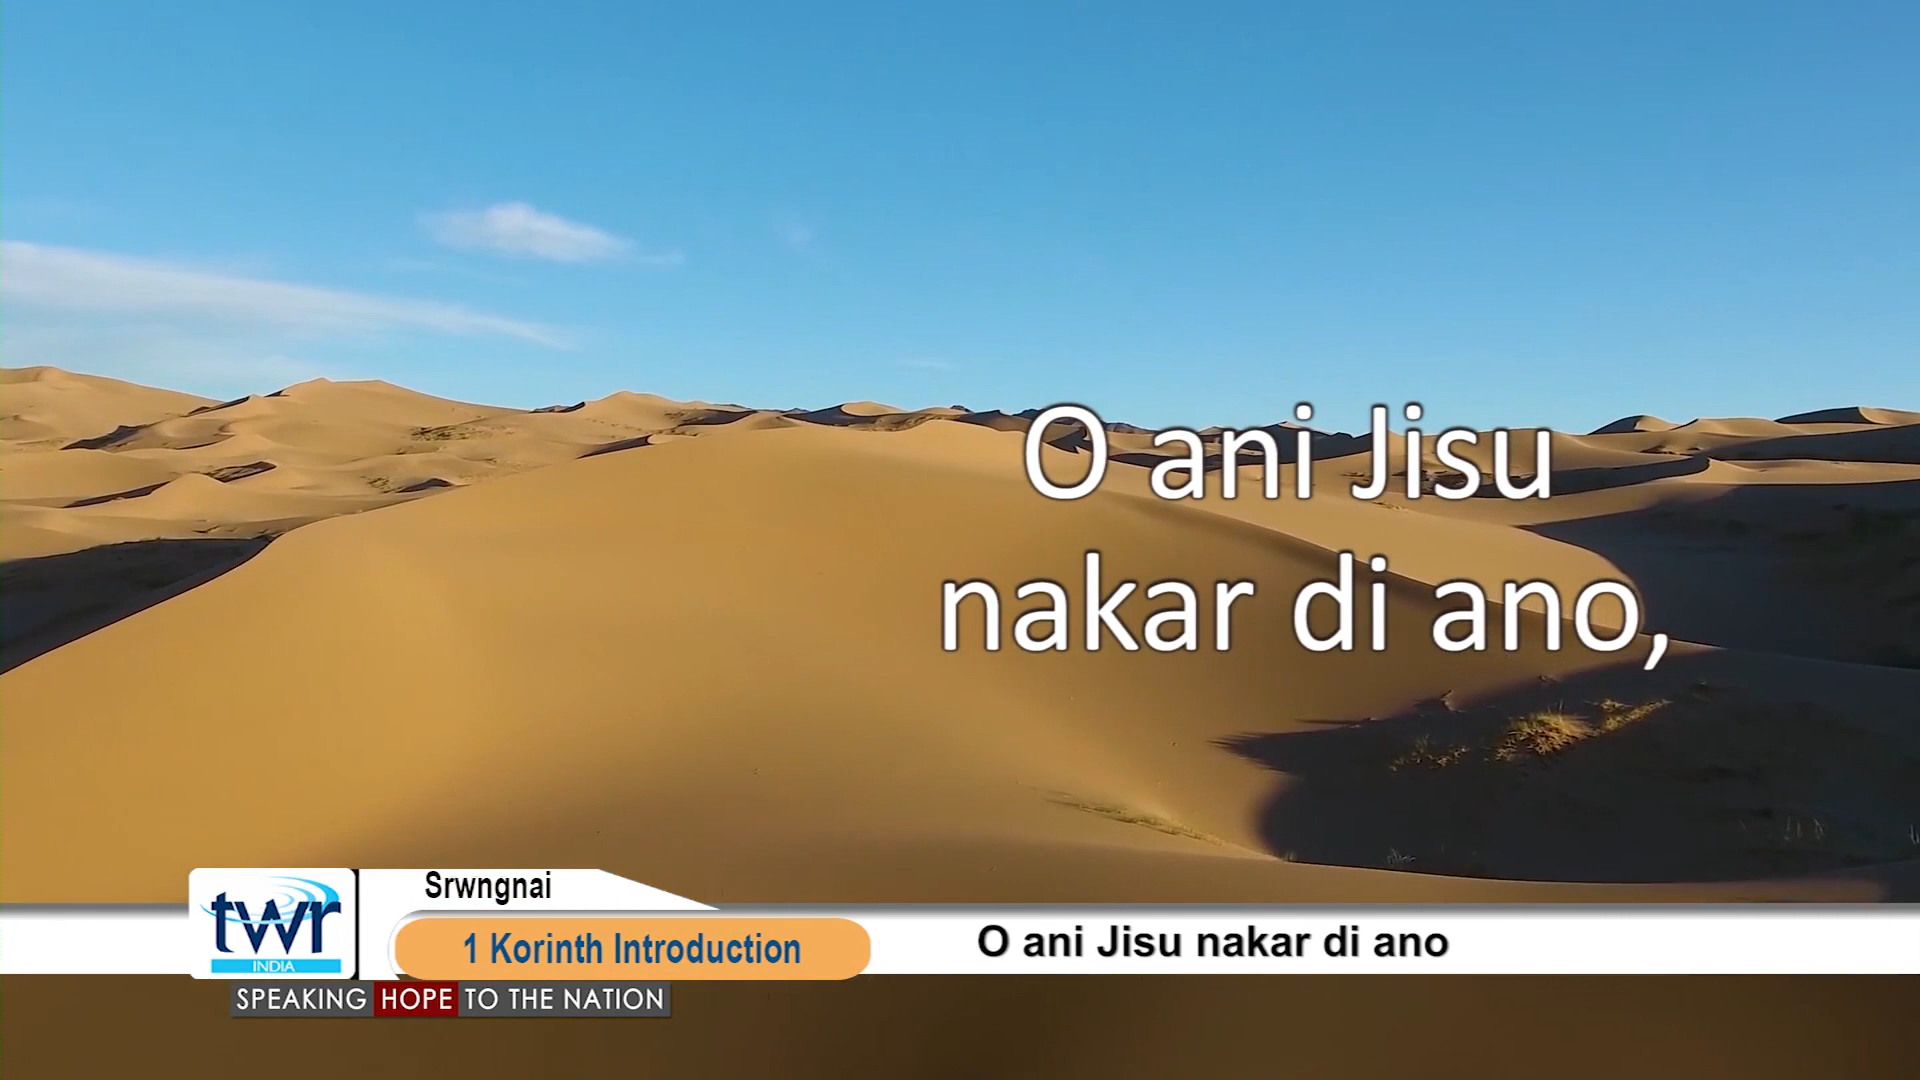 O ani Jisu
nakar di ano,
Srwngnai
twr
INDIA
1 Korinth Introduction
O ani Jisu nakar di ano
SPEAKING HOPE TO THE NATION